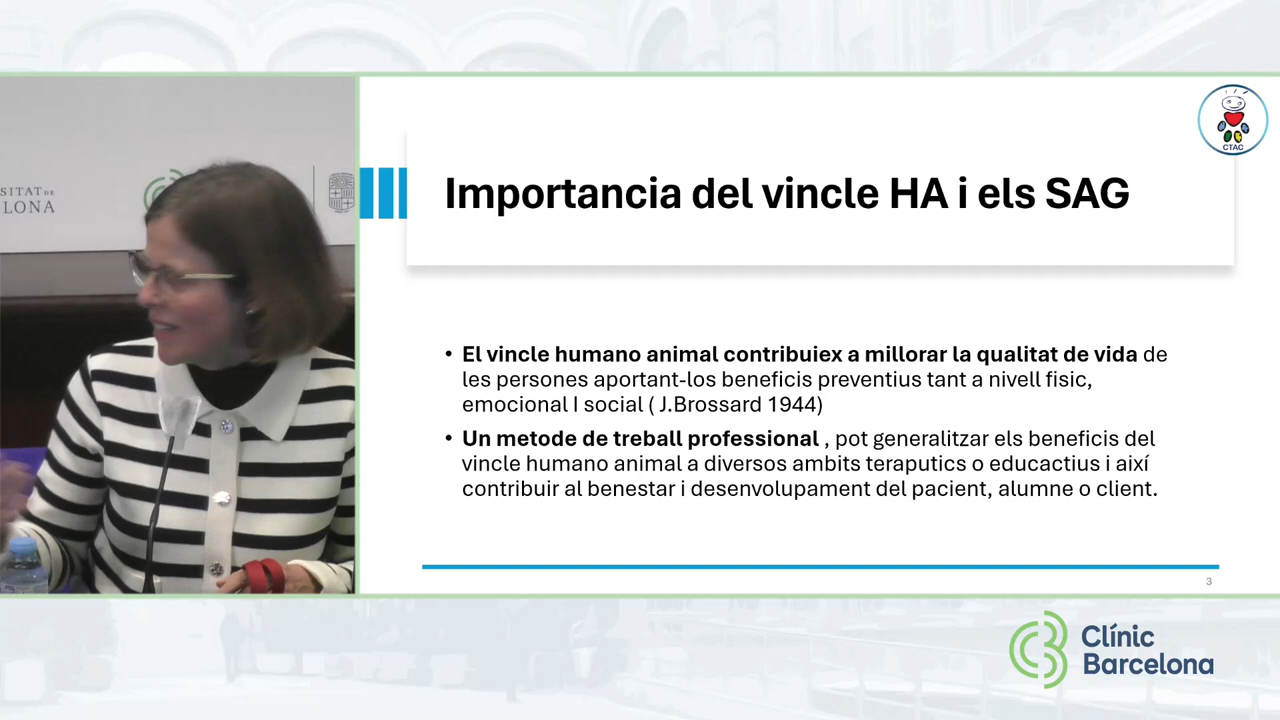 SITAT DE
LONA
CTAC
Importancia del vincle HA i els SAG
• El vincle humano animal contribuiex a millorar la qualitat de vida de
les persones aportant-los beneficis preventius tant a nivell fisic,
emocional I social ( J.Brossard 1944)
• Un metode de treball professional , pot generalitzar els beneficis del
vincle humano animal a diversos ambits teraputics o educactius i així
contribuir al benestar i desenvolupament del pacient, alumne o client.
3
Clínic
Barcelona